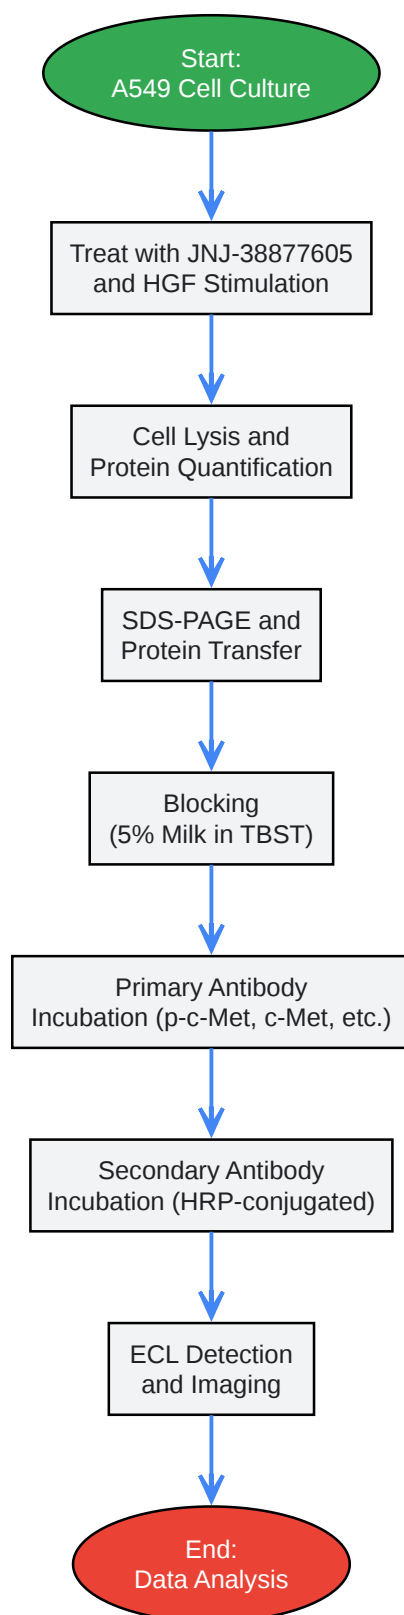 Start:
A549 Cell Culture
Treat with JNJ-38877605
and HGF Stimulation
Cell Lysis and
Protein Quantification
SDS-PAGE and
Protein Transfer
Blocking
(5% Milk in TBST)
Primary Antibody
Incubation (p-c-Met, c-Met, etc.)
Secondary Antibody
Incubation (HRP-conjugated)
ECL Detection
and Imaging
End:
Data Analysis